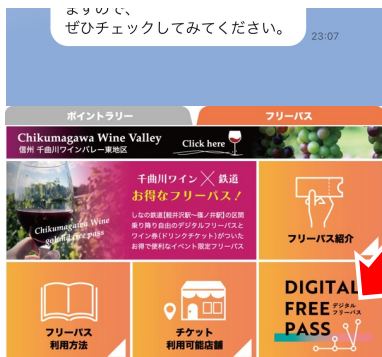 ますので、
ぜひチェックしてみてください。
23:07
ポイントラリー
フリーパス
Chikumagawa Wine Valley
信州 千曲川ワインバレー東地区
Click here
千曲川ワイン╳鉄道
お得なフリーパス！
しなの鉄道【軽井沢駅〜篠ノ井駅】の区間
乗り降り自由のデジタルフリーパスと
ワイン券（ドリンクチケット）がついた
お得で便利なイベント限定フリーパス
Chikumagawa Wine
goland free pass
フリーパス紹介
フリーパス
利用方法
チケット
利用可能店舗
DIGITAL
FREE デジタル
フリーパス
PASS